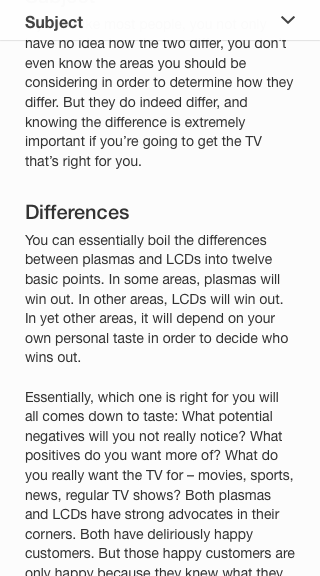 Subject
have no idea how the two differ, you don't
even know the areas you should be
considering in order to determine how they
differ. But they do indeed differ, and
knowing the difference is extremely
important if you’re going to get the TV
that’s right for you.
Differences
You can essentially boil the differences
between plasmas and LCDs into twelve
basic points. In some areas, plasmas will
win out. In other areas, LCDs will win out.
In yet other areas, it will depend on your
own personal taste in order to decide who
wins out.
Essentially, which one is right for you will
all comes down to taste: What potential
negatives will you not really notice? What
positives do you want more of? What do
you really want the TV for – movies, sports,
news, regular TV shows? Both plasmas
and LCDs have strong advocates in their
corners. Both have deliriously happy
customers. But those happy customers are
only happy because they knew what they